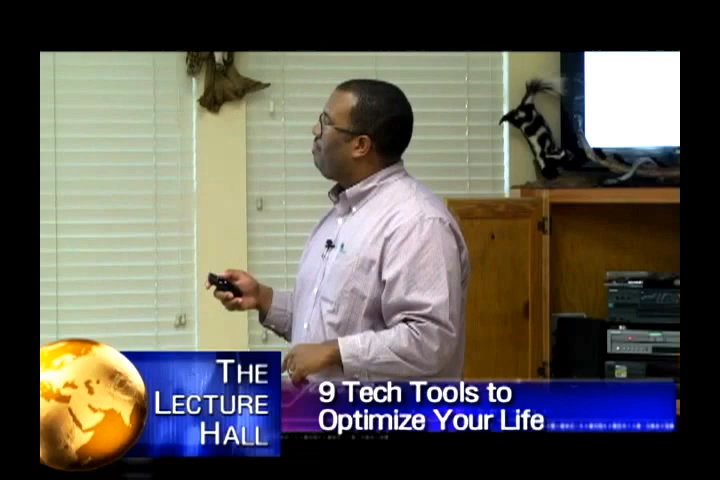 THE
LECTURE
HALL
9 Tech Tools to
Optimize Your Life